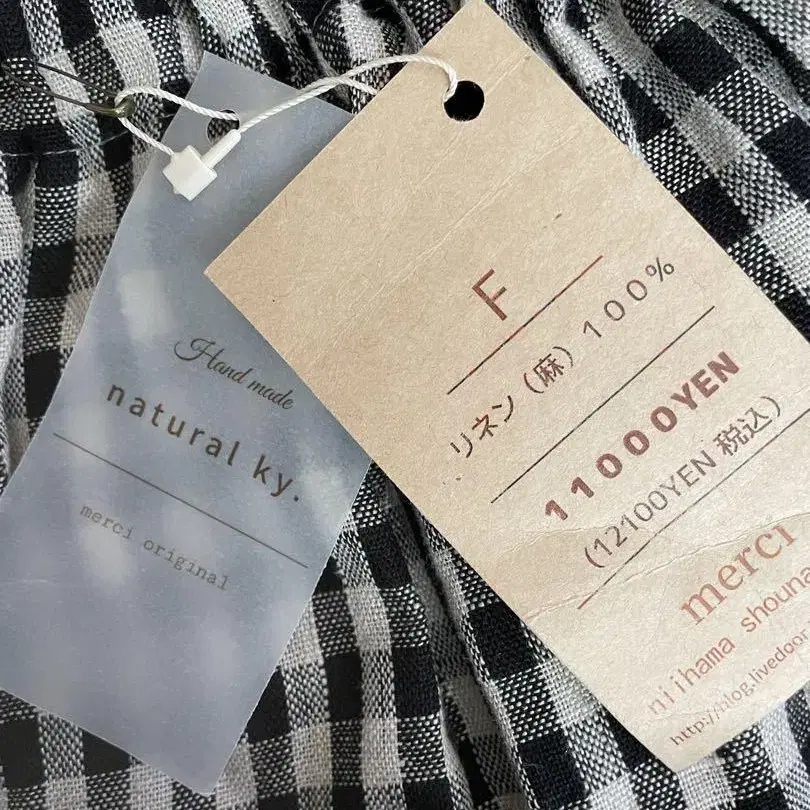 Hand made
natural ky.
merci original
F
リネン（麻）１００％
11000YEN
(12100YEN 税込)
merci
niihama shouna
http://blog.livedoo